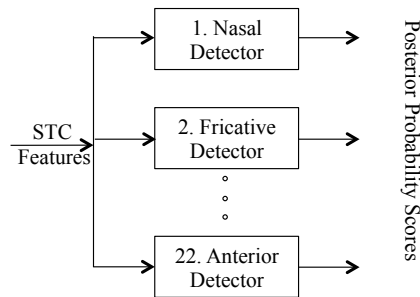 1. Nasal
Detector
STC
Features
2. Fricative
Detector
22. Anterior
Detector
Posterior Probability Scores